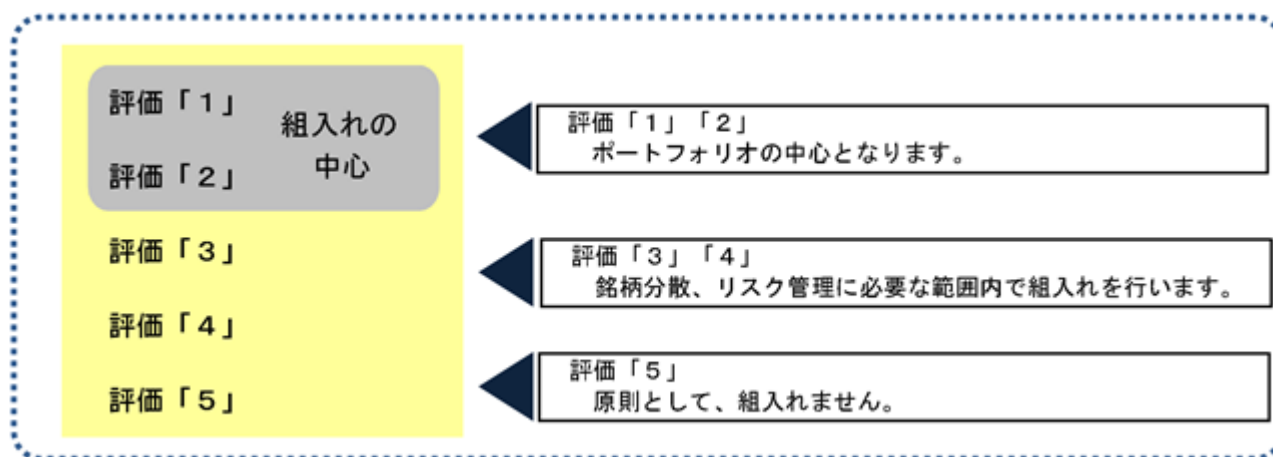 評価「１」
組入れの
中心
評価「２」
評価「３」
評価「４」
評価「５」
評価「１」「２」
ポートフォリオの中心となります。
評価「３」「４」
銘柄分散、リスク管理に必要な範囲内で組入れを行います。
評価「５」
原則として、組入れません。